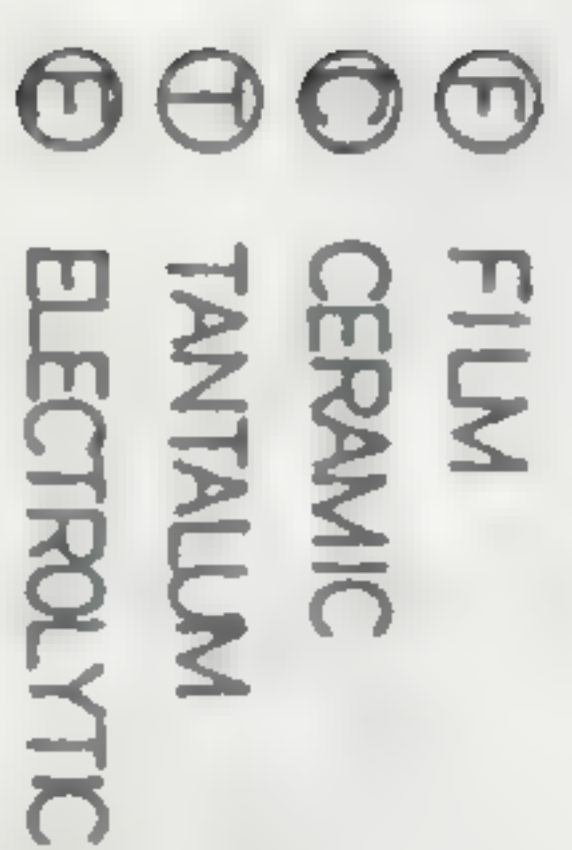 Ⓕ FILM
Ⓒ CERAMIC
Ⓣ TANTALUM
Ⓔ ELECTROLYTIC